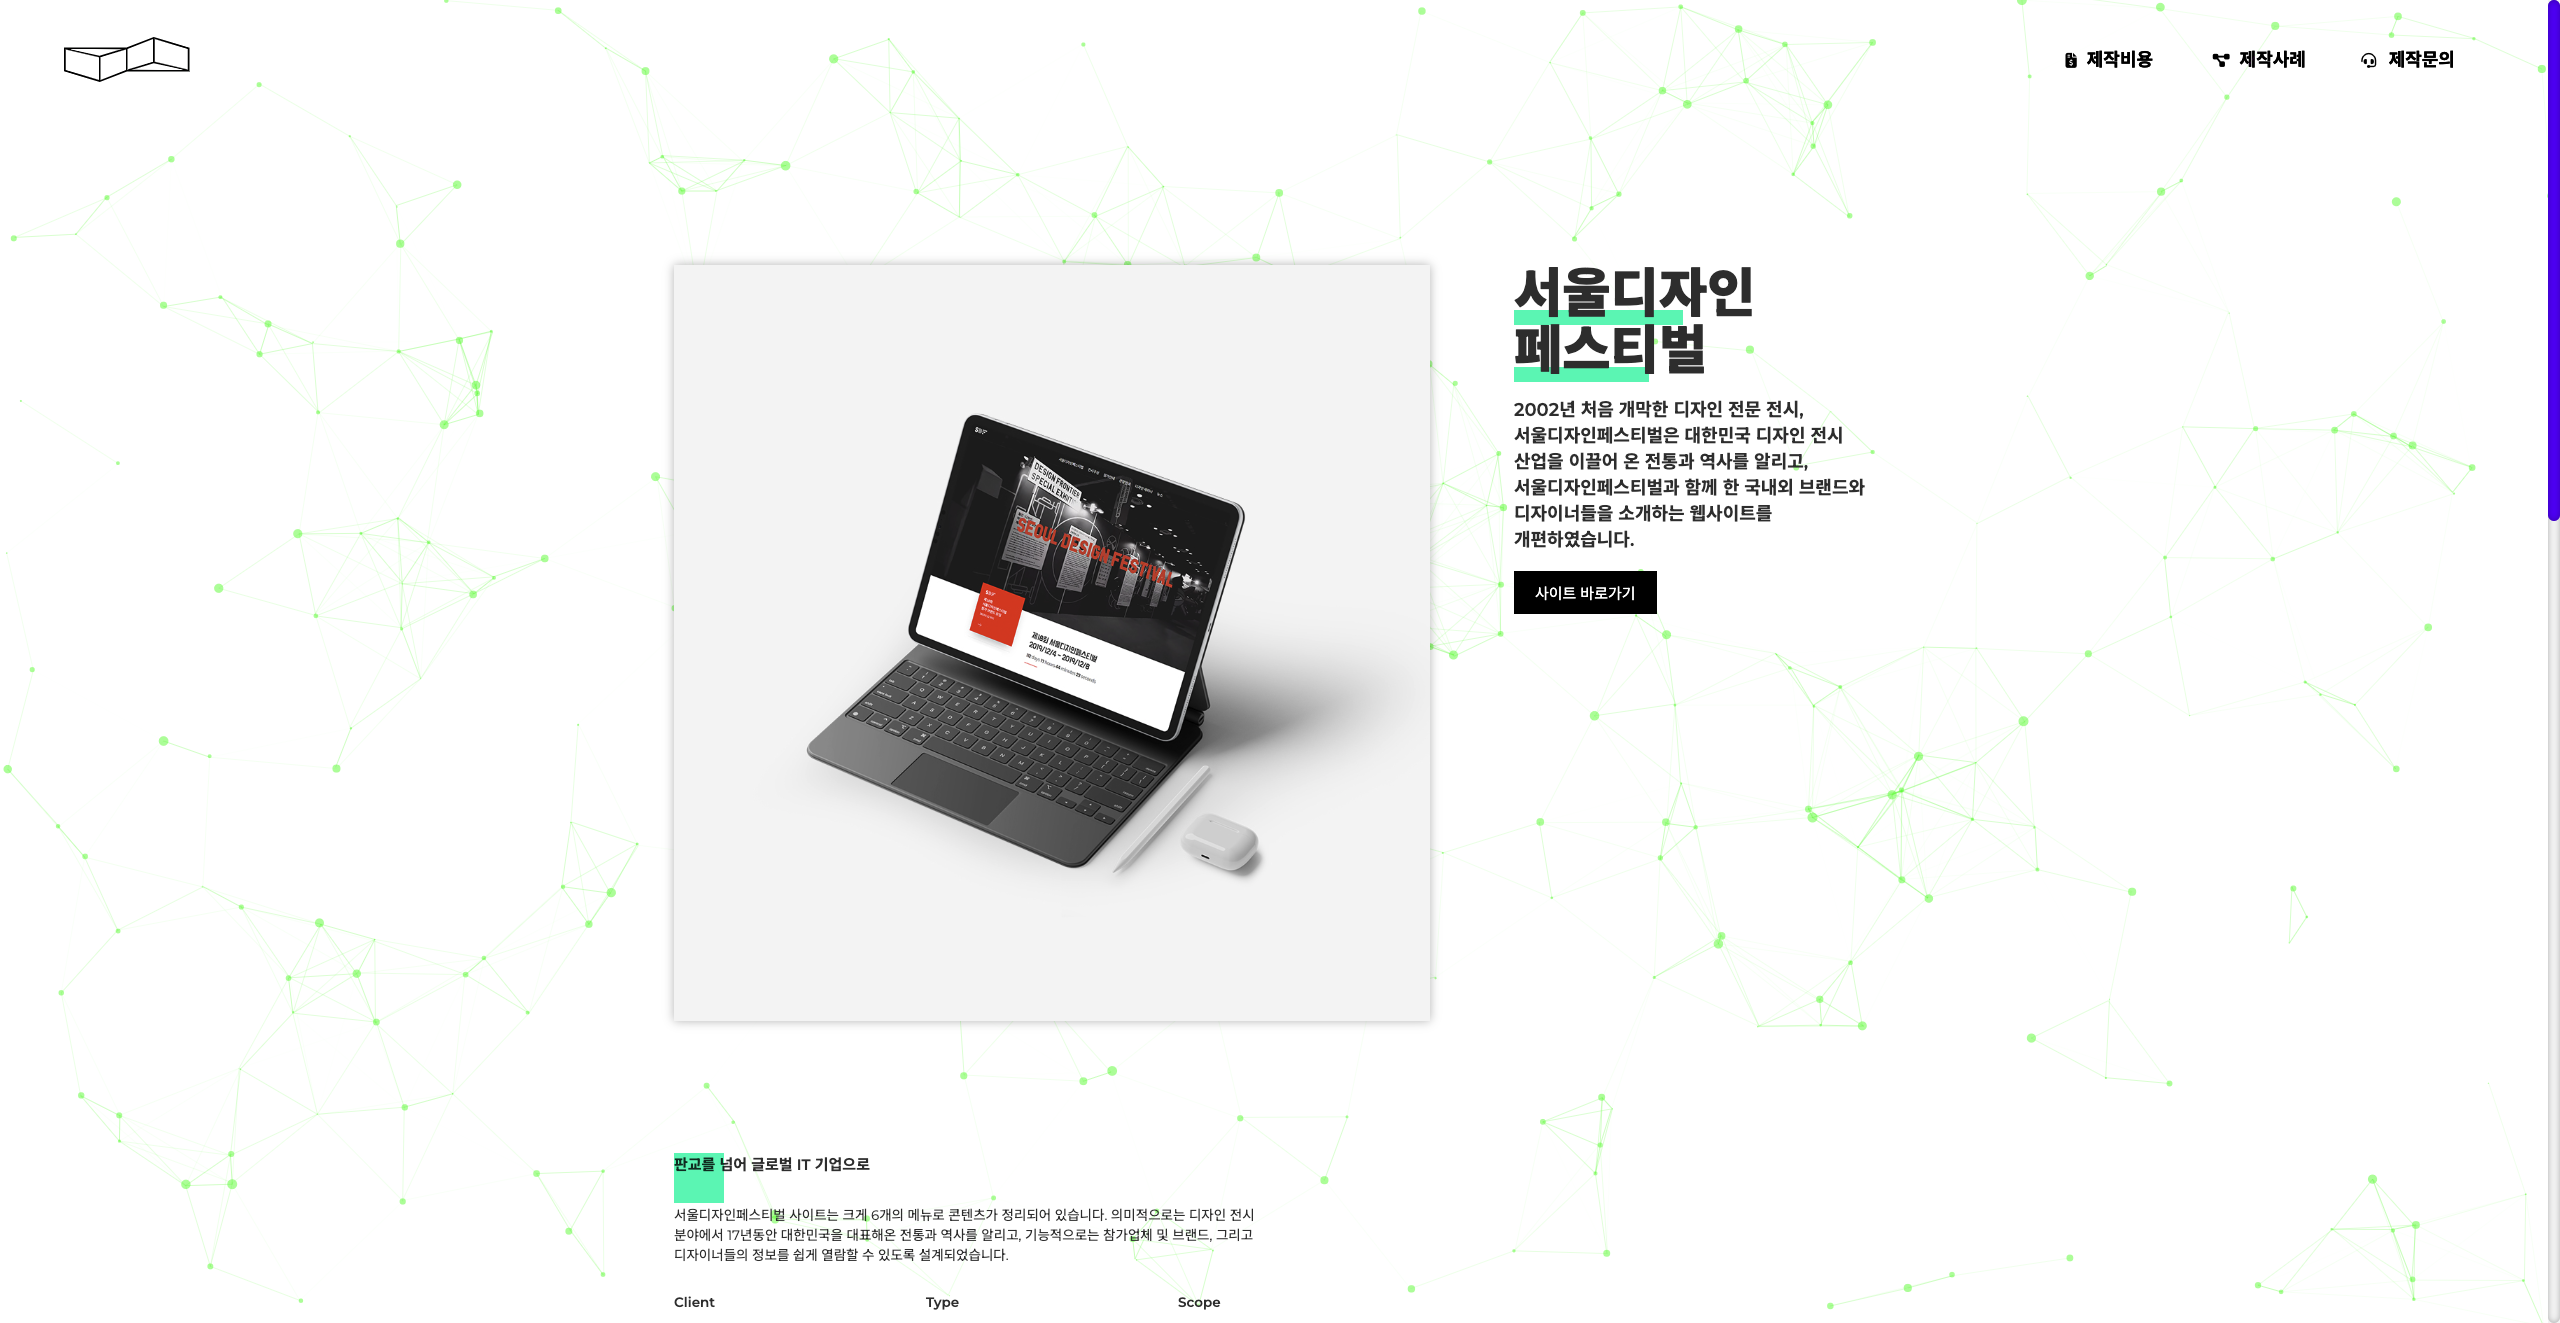 제작비용
제작사례
제작문의
서울디자인
페스티벌
2002년 처음 개막한 디자인 전문 전시,
서울디자인페스티벌은 대한민국 디자인 전시
산업을 이끌어 온 전통과 역사를 알리고,
서울디자인페스티벌과 함께 한 국내외 브랜드와
디자이너들을 소개하는 웹사이트를
개편하였습니다.
사이트 바로가기
DESIGN FRONTIER
SPECIAL EXHIBIT
SEOUL DESIGN FESTIVAL
제18회 서울디자인페스티벌
2019/12/4 - 2019/12/8
판교를 넘어 글로벌 IT 기업으로
서울디자인페스티벌 사이트는 크게 6개의 메뉴로 콘텐츠가 정리되어 있습니다. 의미적으로는 디자인 전시
분야에서 17년동안 대한민국을 대표해온 전통과 역사를 알리고, 기능적으로는 참가업체 및 브랜드, 그리고
디자이너들의 정보를 쉽게 열람할 수 있도록 설계되었습니다.
Client
Type
Scope